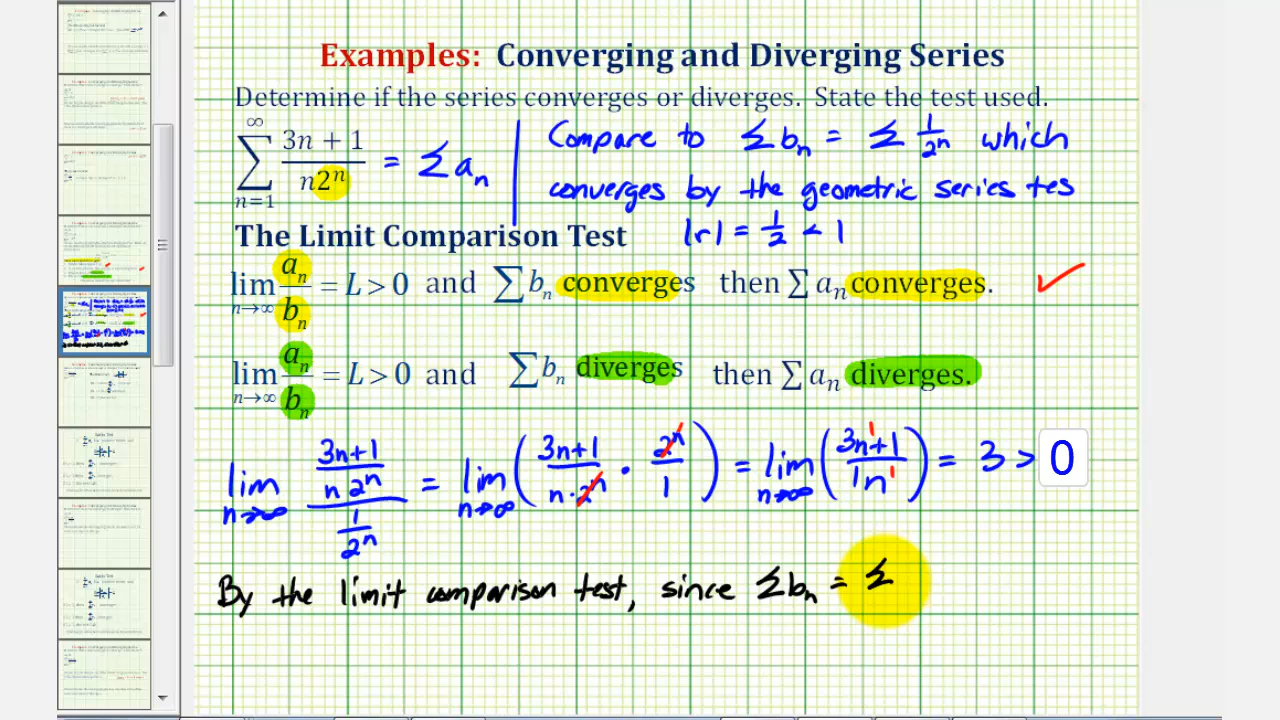 Examples: Converging and Diverging Series
Determine if the series converges or diverges. State the test used.
∑_{n=1}^{∞} (3n + 1)/(n2^n) = Σ a_n
Compare to Σ b_n = Σ 1/2^n which
converges by the geometric series tes
|r| = 1/2 < 1
The Limit Comparison Test
lim_{n→∞} a_n/b_n = L > 0 and ∑ b_n converges then ∑ a_n converges. ✓
lim_{n→∞} a_n/b_n = L > 0 and ∑ b_n diverges then ∑ a_n diverges.
lim_{n→∞} ((3n+1)/(n 2^n))/(1/2^n) = lim_{n→∞} ((3n+1)/(n · 2^n) · 2^n/1) = lim_{n→∞} ((3n^1+1)/(1n^1)) = 3 > 0
By the limit comparison test, since Σ b_n = Σ